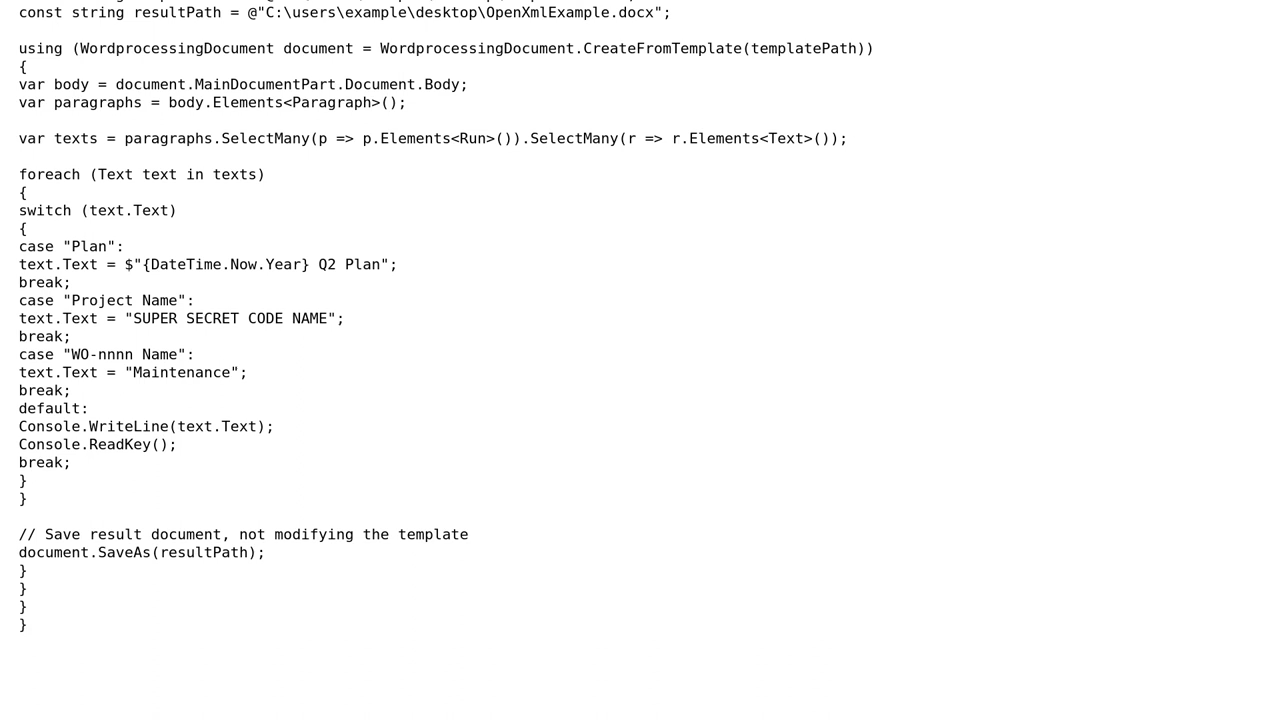 const string resultPath = @"C:\users\example\desktop\OpenXmlExample.docx";
using (WordprocessingDocument document = WordprocessingDocument.CreateFromTemplate(templatePath))
{
var body = document.MainDocumentPart.Document.Body;
var paragraphs = body.Elements<Paragraph>();
var texts = paragraphs.SelectMany(p => p.Elements<Run>()).SelectMany(r => r.Elements<Text>());
foreach (Text text in texts)
{
switch (text.Text)
{
case "Plan":
text.Text = $"{DateTime.Now.Year} Q2 Plan";
break;
case "Project Name":
text.Text = "SUPER SECRET CODE NAME";
break;
case "WO-nnnn Name":
text.Text = "Maintenance";
break;
default:
Console.WriteLine(text.Text);
Console.ReadKey();
break;
}
}
// Save result document, not modifying the template
document.SaveAs(resultPath);
}
}
}
}